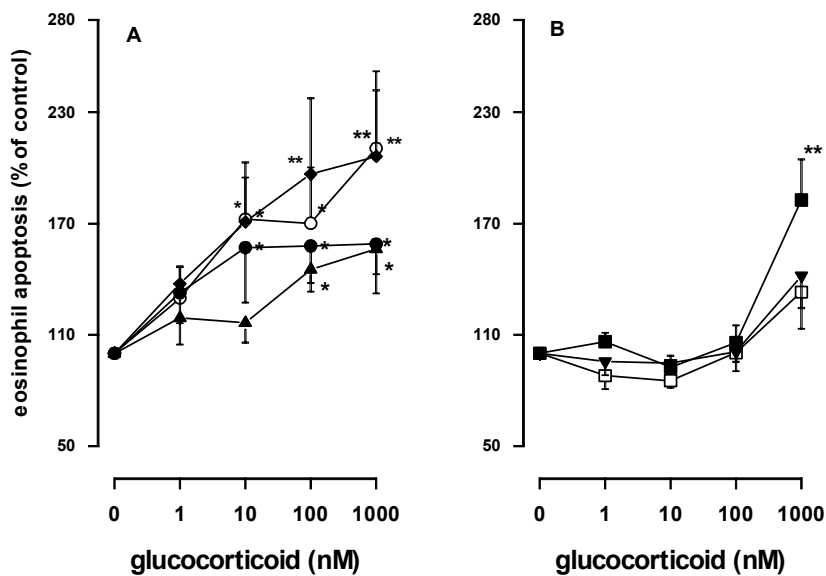 280
A
230
170
110
50
eosinophil apoptosis (% of control)
** **
**
* *
*
* * *
*
*
0 1 10 100 1000
glucocorticoid (nM)
280
B
230
170
110
50
**
0 1 10 100 1000
glucocorticoid (nM)